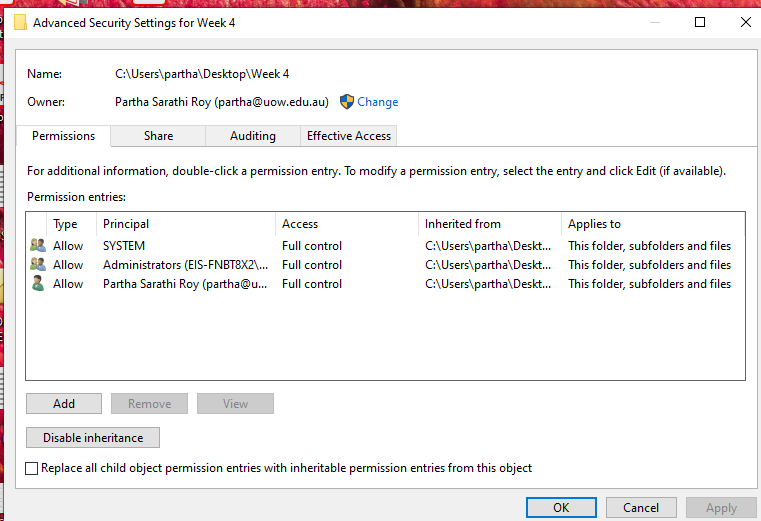 Advanced Security Settings for Week 4
Name: C:\Users\partha\Desktop\Week 4
Owner: Partha Sarathi Roy (partha@uow.edu.au) Change
Permissions Share Auditing Effective Access
For additional information, double-click a permission entry. To modify a permission entry, select the entry and click Edit (if available).
Permission entries:
Type Principal Access Inherited from Applies to
Allow SYSTEM Full control C:\Users\partha\Deskt... This folder, subfolders and files
Allow Administrators (EIS-FNBT8X2\... Full control C:\Users\partha\Deskt... This folder, subfolders and files
Allow Partha Sarathi Roy (partha@u... Full control C:\Users\partha\Deskt... This folder, subfolders and files
Add Remove View
Disable inheritance
Replace all child object permission entries with inheritable permission entries from this object
OK Cancel Apply